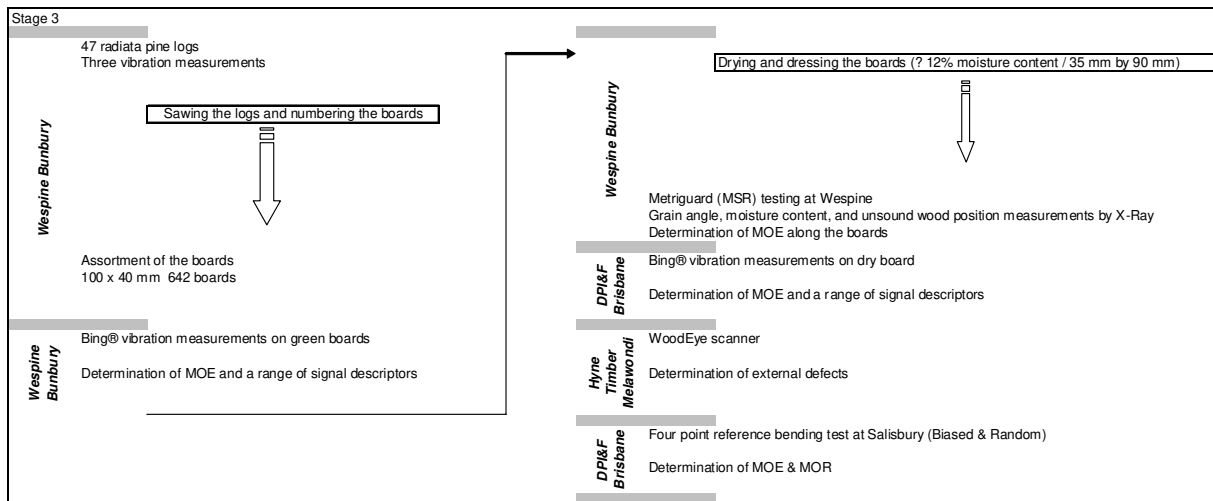 Stage 3
47 radiata pine logs
Three vibration measurements
Sawing the logs and numbering the boards
Wespine Bunbury
Assortment of the boards
100 x 40 mm 642 boards
Wespine
Bunbury
Bing® vibration measurements on green boards
Determination of MOE and a range of signal descriptors
Drying and dressing the boards (? 12% moisture content / 35 mm by 90 mm)
Wespine Bunbury
Metriguard (MSR) testing at Wespine
Grain angle, moisture content, and unsound wood position measurements by X-Ray
Determination of MOE along the boards
DPI&F
Brisbane
Bing® vibration measurements on dry board
Determination of MOE and a range of signal descriptors
Hyne
Timber
Melawondi
WoodEye scanner
Determination of external defects
DPI&F
Brisbane
Four point reference bending test at Salisbury (Biased & Random)
Determination of MOE & MOR